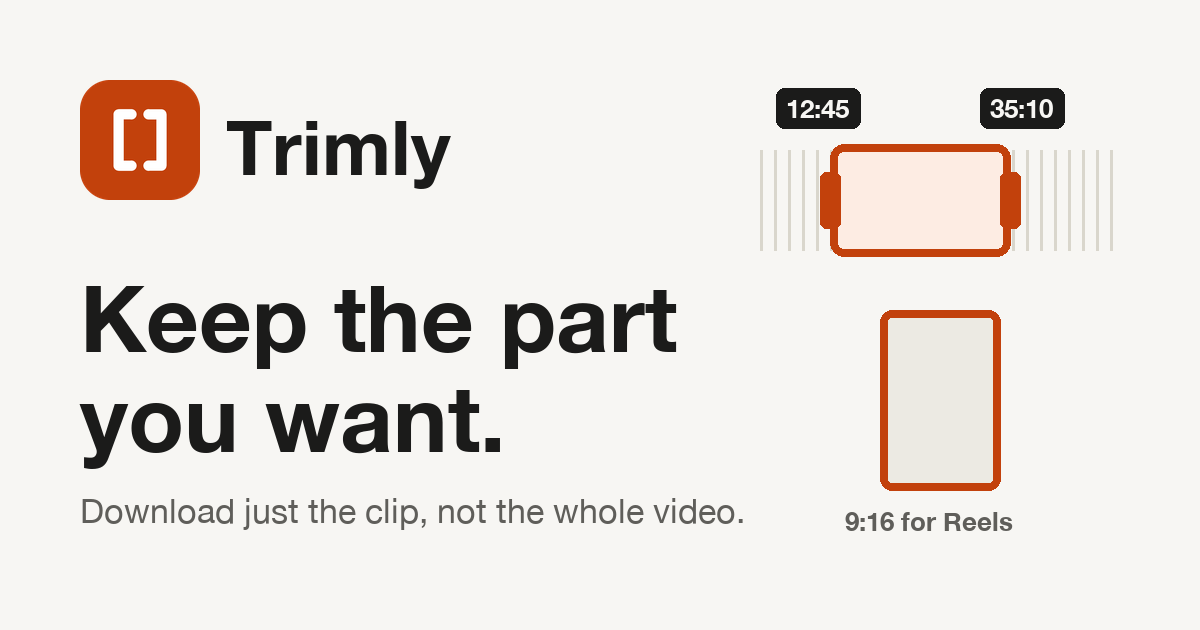 Trimly
Keep the part
you want.
Download just the clip, not the whole video.
12:45
35:10
9:16 for Reels